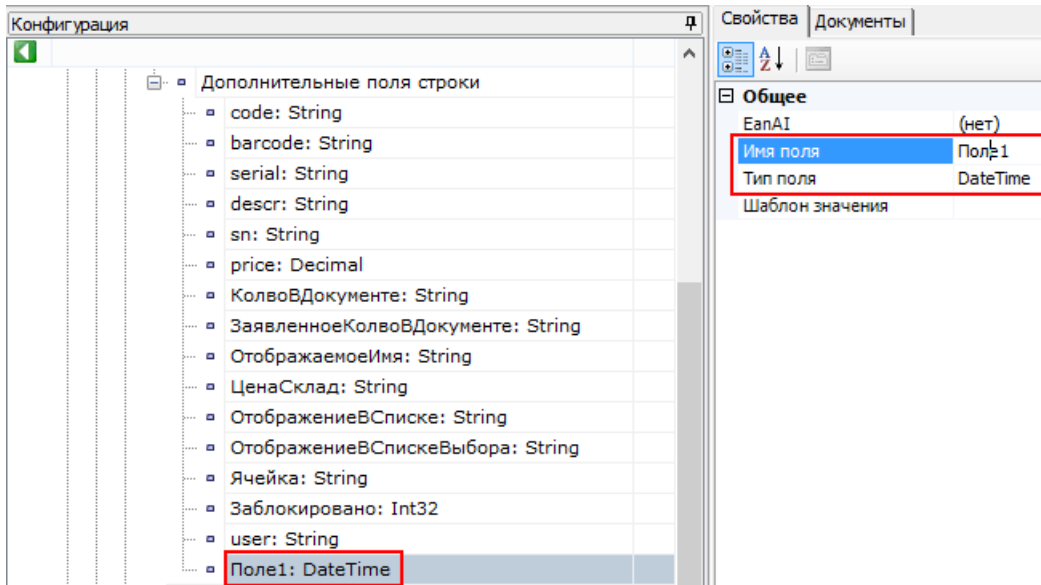 Конфигурация
Дополнительные поля строки
code: String
barcode: String
serial: String
descr: String
sn: String
price: Decimal
КолвоВДокументе: String
ЗаявленноеКолвоВДокументе: String
ОтображаемоеИмя: String
ЦенаСклад: String
ОтображениеВСписке: String
ОтображениеВСпискеВыбора: String
Ячейка: String
Заблокировано: Int32
user: String
Поле1: DateTime
Свойства Документы
Общее
EanAI (нет)
Имя поля Поле1
Тип поля DateTime
Шаблон значения